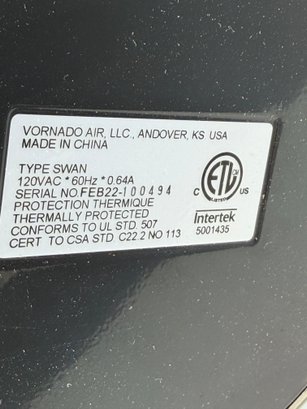 VORNADO AIR, LLC., ANDOVER, KS. USA
MADE IN CHINA
TYPE SWAN
120VAC * 60Hz * 0.64A
SERIAL NO. FEB22-100494
PROTECTION THERMIQUE
THERMALLY PROTECTED
CONFORMS TO UL STD. 507
CERT TO CSA STD. C22.2 NO 113
C ETL US
LISTED
Intertek
5001435